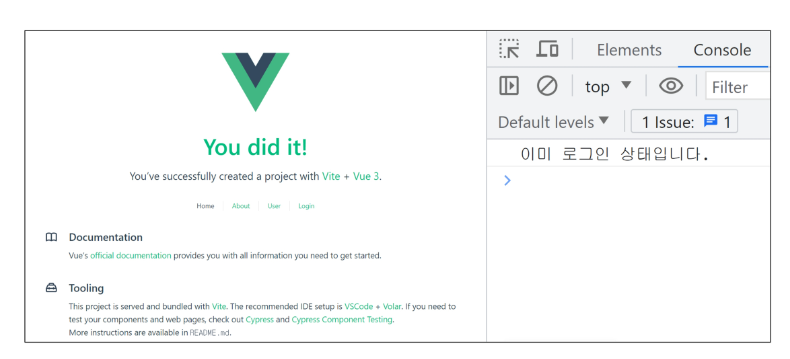 You did it!
You've successfully created a project with Vite + Vue 3.
Home About User Login
Documentation
Vue's official documentation provides you with all information you need to get started.
Tooling
This project is served and bundled with Vite. The recommended IDE setup is VSCode + Volar. If you need to
test your components and web pages, check out Cypress and Cypress Component Testing.
More instructions are available in README.md.
Elements Console
top Filter
Default levels 1 Issue: 1
이미 로그인 상태입니다.